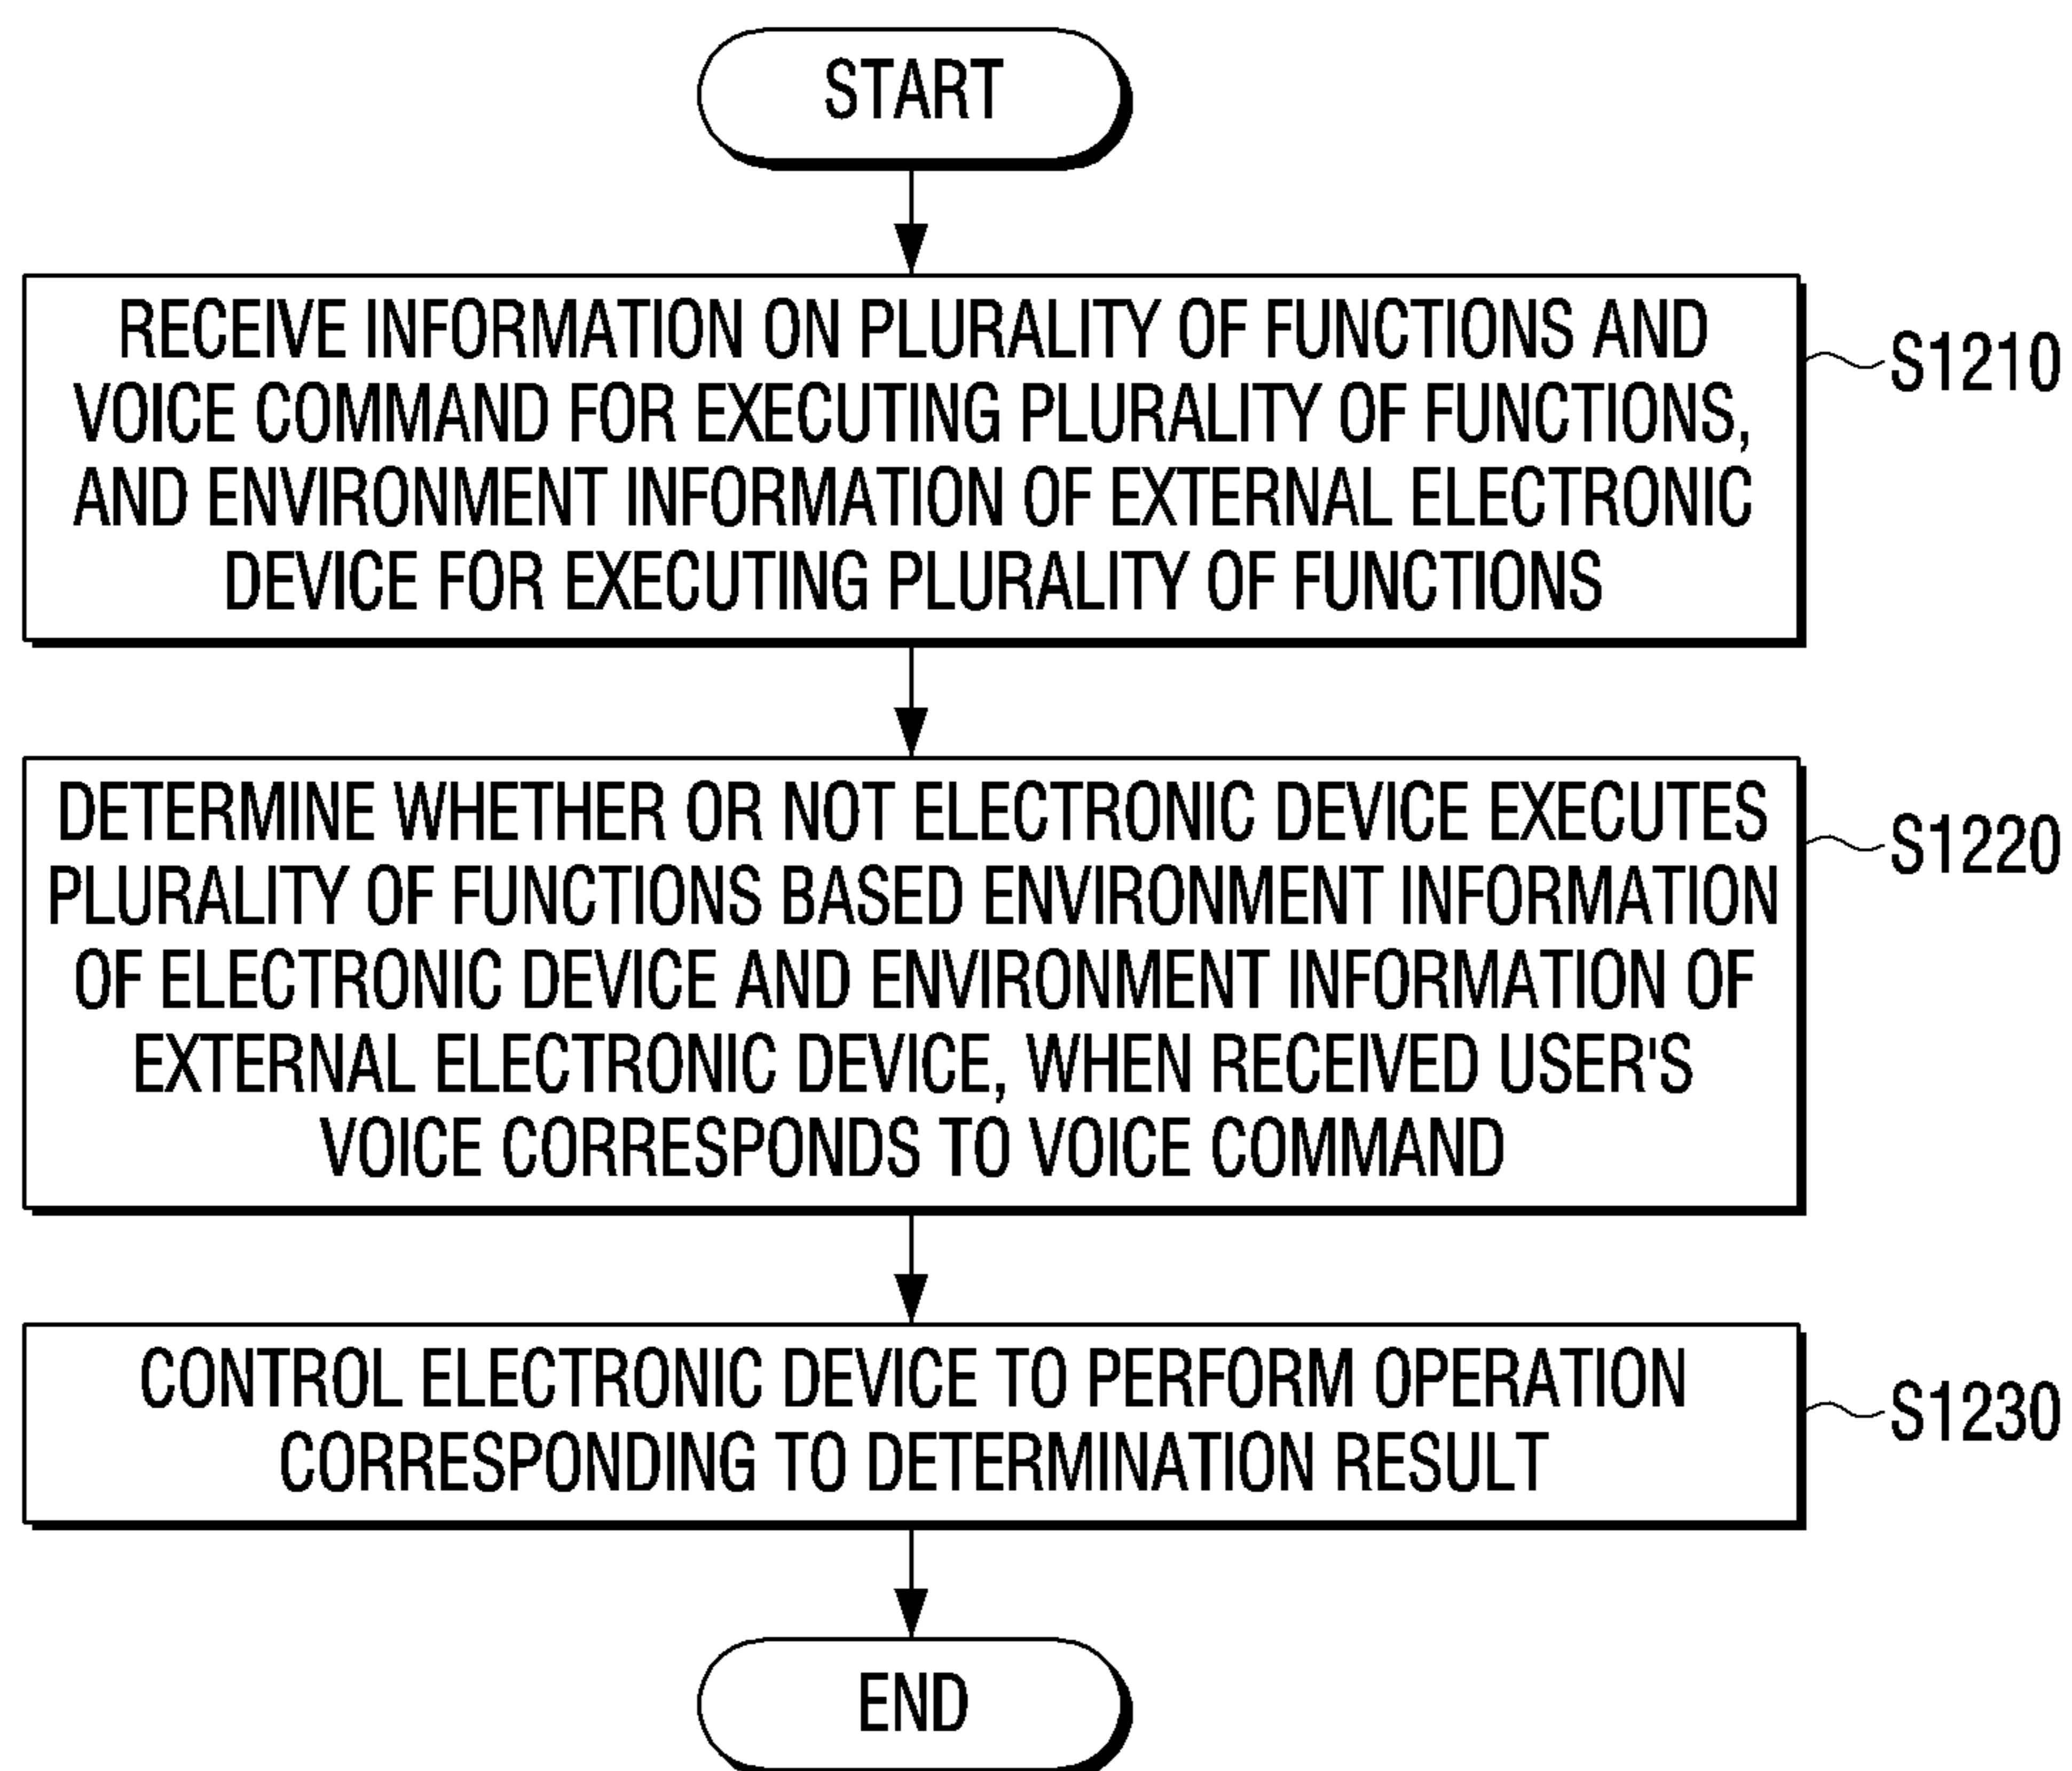 START
RECEIVE INFORMATION ON PLURALITY OF FUNCTIONS AND
VOICE COMMAND FOR EXECUTING PLURALITY OF FUNCTIONS,
AND ENVIRONMENT INFORMATION OF EXTERNAL ELECTRONIC
DEVICE FOR EXECUTING PLURALITY OF FUNCTIONS
S1210
DETERMINE WHETHER OR NOT ELECTRONIC DEVICE EXECUTES
PLURALITY OF FUNCTIONS BASED ENVIRONMENT INFORMATION
OF ELECTRONIC DEVICE AND ENVIRONMENT INFORMATION OF
EXTERNAL ELECTRONIC DEVICE, WHEN RECEIVED USER'S
VOICE CORRESPONDS TO VOICE COMMAND
S1220
CONTROL ELECTRONIC DEVICE TO PERFORM OPERATION
CORRESPONDING TO DETERMINATION RESULT
S1230
END